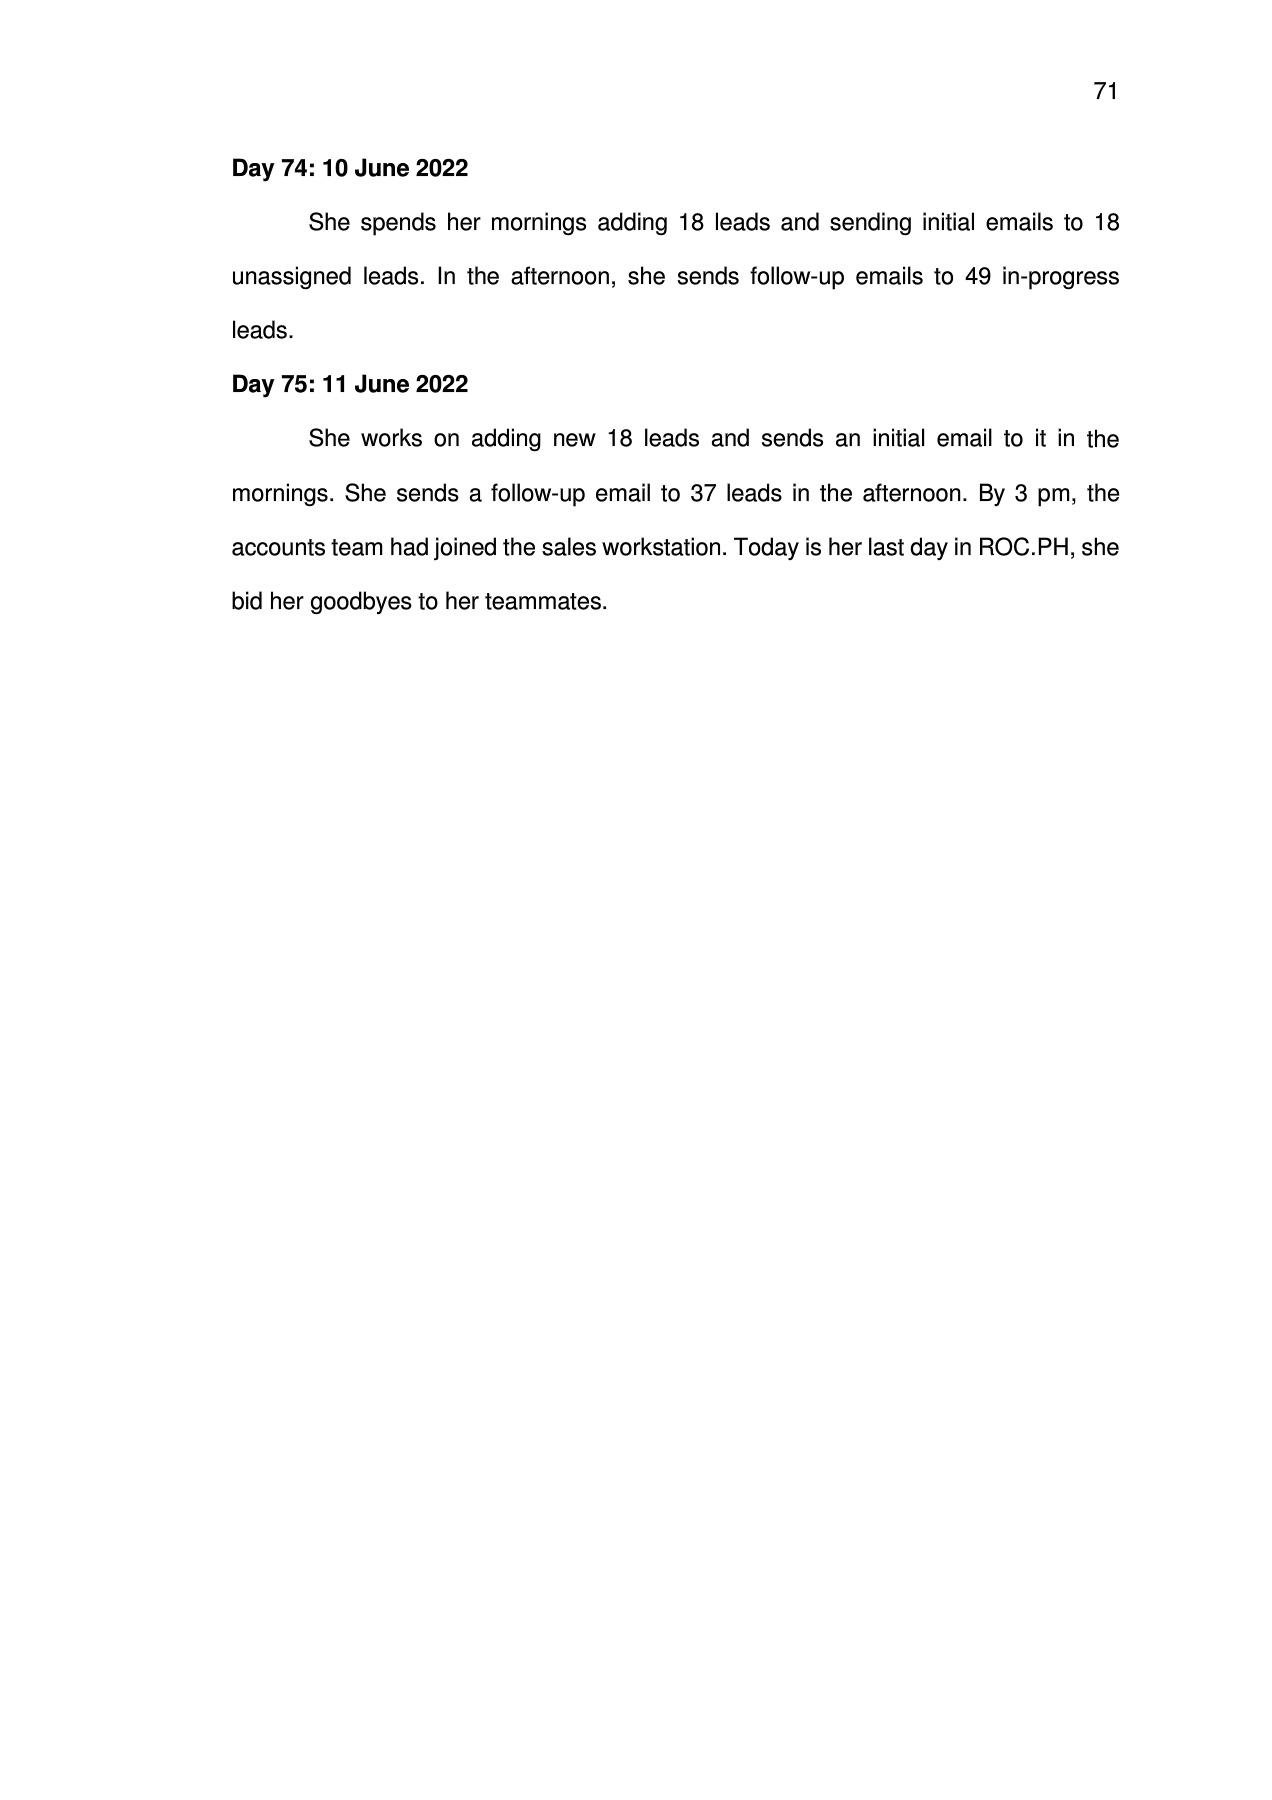 71
Day 74: 10 June 2022
She spends her mornings adding 18 leads and sending initial emails to 18
unassigned leads. In the afternoon, she sends follow-up emails to 49 in-progress
leads.
Day 75: 11 June 2022
She works on adding new 18 leads and sends an initial email to it in the
mornings. She sends a follow-up email to 37 leads in the afternoon. By 3 pm, the
accounts team had joined the sales workstation. Today is her last day in ROC.PH, she
bid her goodbyes to her teammates.